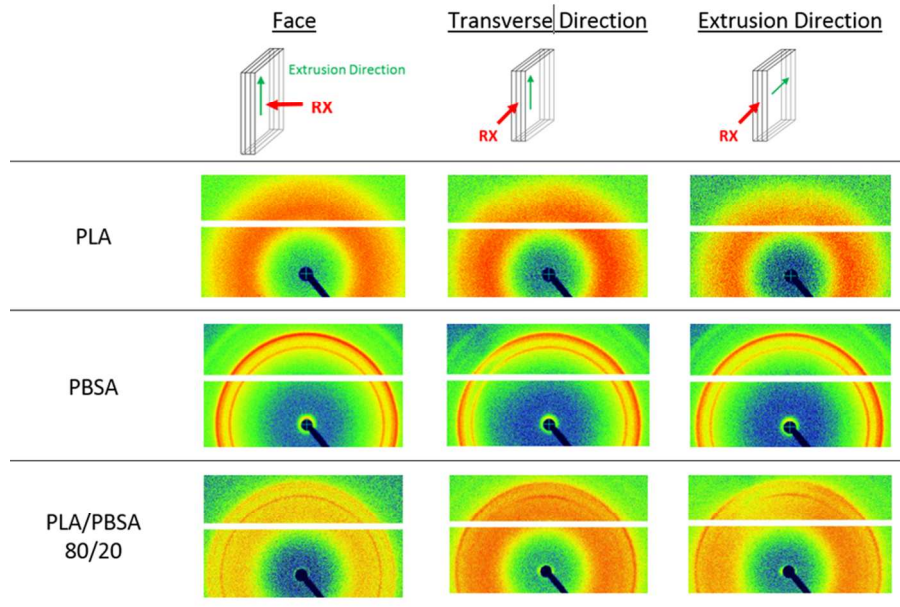 Face
Transverse Direction
Extrusion Direction
Extrusion Direction
RX
RX
RX
PLA
PBSA
PLA/PBSA
80/20